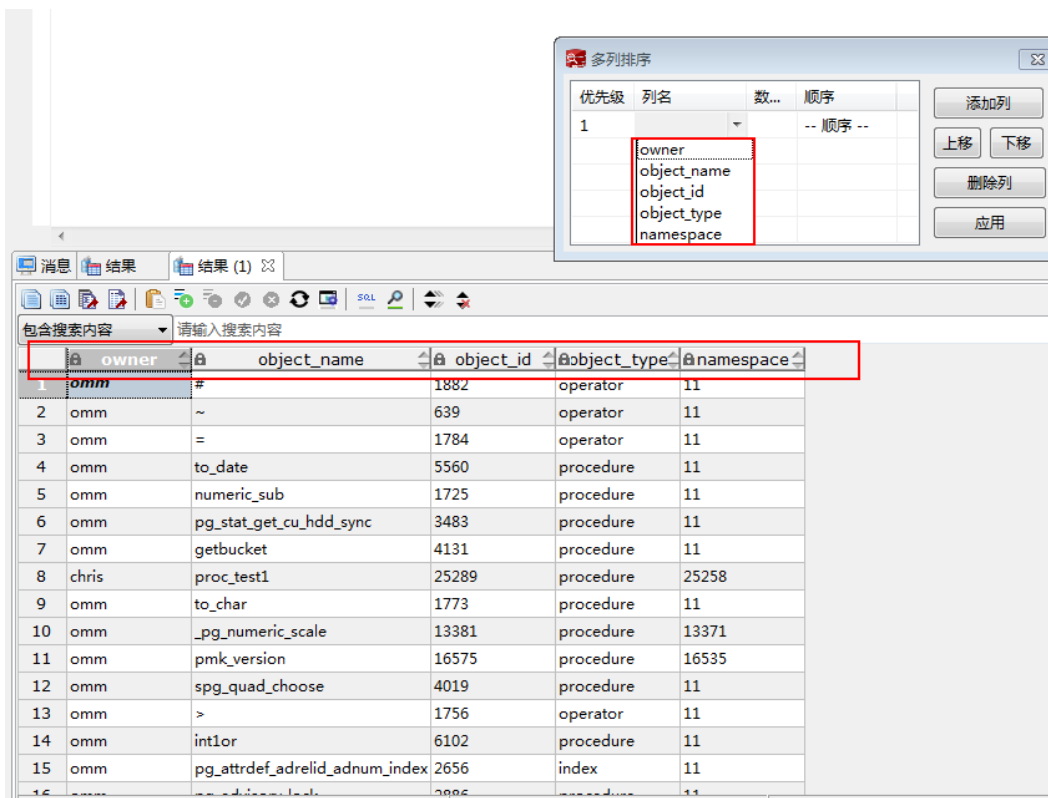 多列排序
优先级 列名 数... 顺序
1 -- 顺序 --
owner
object_name
object_id
object_type
namespace
添加列
上移 下移
删除列
应用
消息 结果 结果 (1)
SQL
包含搜索内容 请输入搜索内容
owner object_name object_id object_type namespace
1 omm # 1882 operator 11
2 omm ~ 639 operator 11
3 omm = 1784 operator 11
4 omm to_date 5560 procedure 11
5 omm numeric_sub 1725 procedure 11
6 omm pg_stat_get_cu_hdd_sync 3483 procedure 11
7 omm getbucket 4131 procedure 11
8 chris proc_test1 25289 procedure 25258
9 omm to_char 1773 procedure 11
10 omm _pg_numeric_scale 13381 procedure 13371
11 omm pmk_version 16575 procedure 16535
12 omm spg_quad_choose 4019 procedure 11
13 omm > 1756 operator 11
14 omm int1or 6102 procedure 11
15 omm pg_attrdef_adrelid_adnum_index 2656 index 11